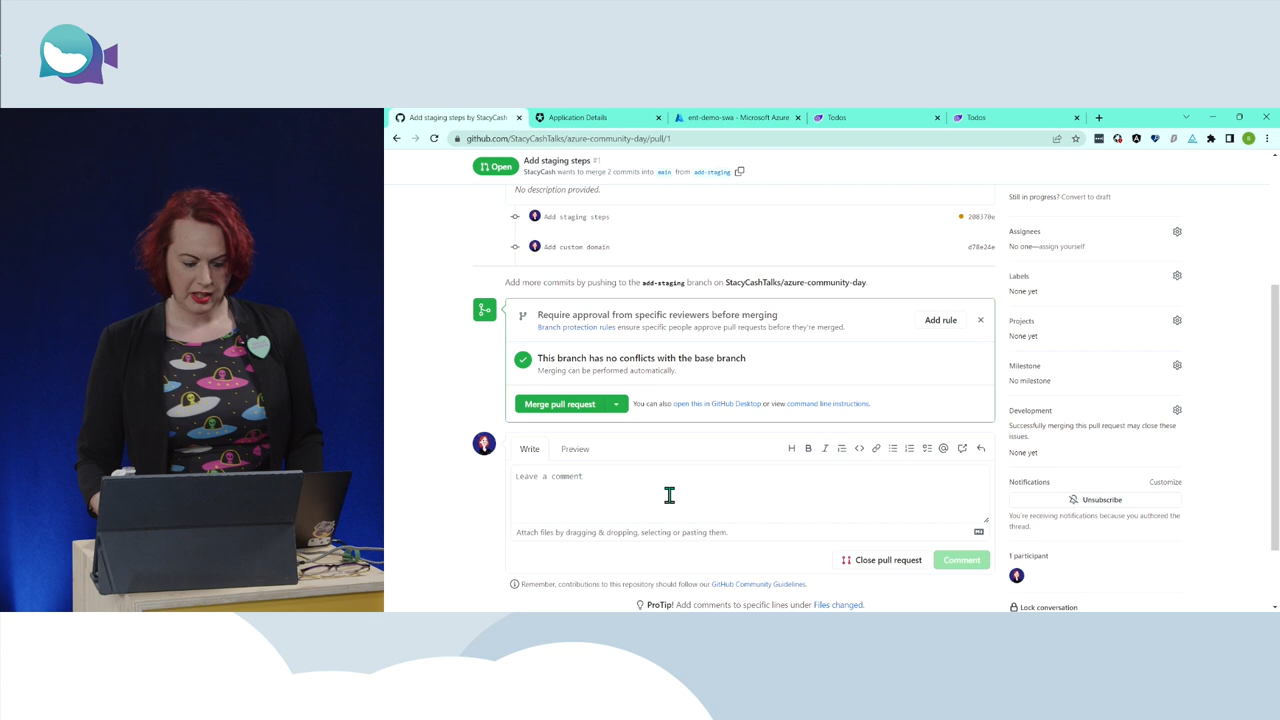 Add staging steps by StacyCash
Application Details
ent-demo-swa - Microsoft Azure
Todos
Todos
github.com/StacyCashTalks/azure-community-day/pull/1
Open
Add staging steps #1
StacyCash wants to merge 2 commits into main from add-staging
No description provided.
Add staging steps
208370e
Add custom domain
d78e24e
Add more commits by pushing to the add-staging branch on StacyCashTalks/azure-community-day.
Require approval from specific reviewers before merging
Branch protection rules ensure specific people approve pull requests before they're merged.
Add rule
This branch has no conflicts with the base branch
Merging can be performed automatically.
Merge pull request
You can also open this in GitHub Desktop or view command line instructions.
Write
Preview
Leave a comment
Attach files by dragging & dropping, selecting or pasting them.
Close pull request
Comment
Remember, contributions to this repository should follow our GitHub Community Guidelines.
ProTip! Add comments to specific lines under Files changed.
Still in progress? Convert to draft
Assignees
No one—assign yourself
Labels
None yet
Projects
None yet
Milestone
No milestone
Development
Successfully merging this pull request may close these
issues.
None yet
Notifications
Customize
Unsubscribe
You're receiving notifications because you authored the
thread.
1 participant
Lock conversation